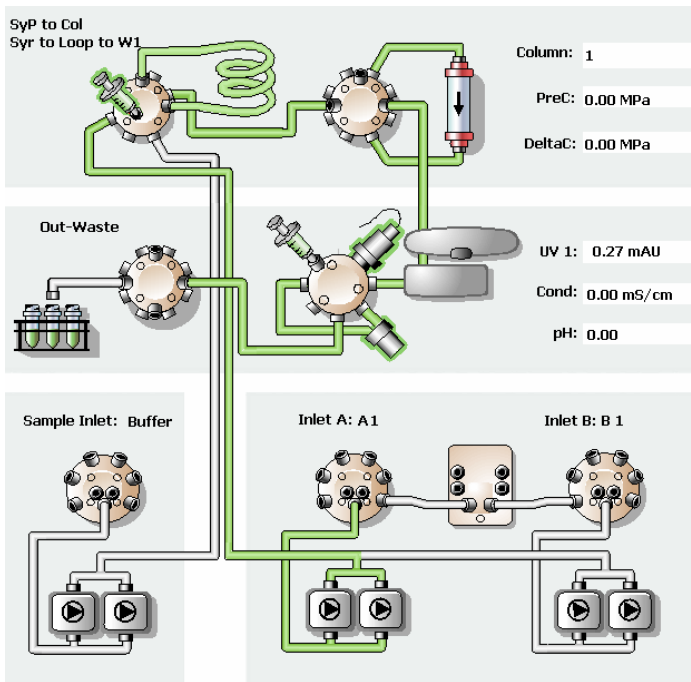 SyP to Col
Syr to Loop to W1
Column: 1
PreC: 0.00 MPa
DeltaC: 0.00 MPa
Out-Waste
UV 1: 0.27 mAU
Cond: 0.00 mS/cm
pH: 0.00
Sample Inlet: Buffer
Inlet A: A1
Inlet B: B 1